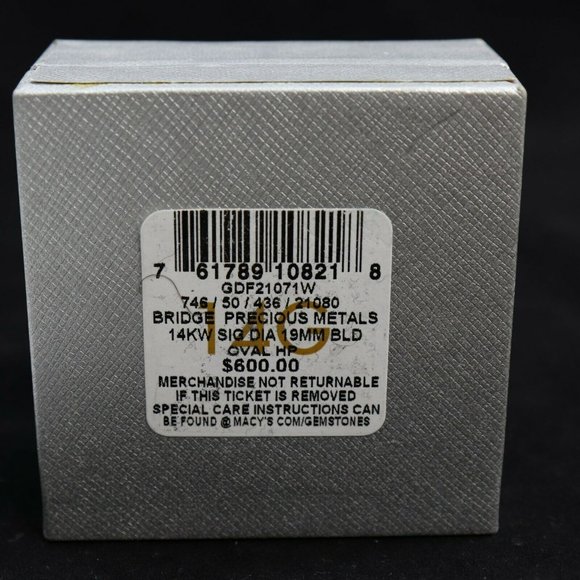 7 61789 10821 8
GDF21071W
746 / 50 / 436 / 21080
BRIDGE PRECIOUS METALS
14KW SIG DIA 19MM BLD
14G
OVAL HP
$600.00
MERCHANDISE NOT RETURNABLE
IF THIS TICKET IS REMOVED
SPECIAL CARE INSTRUCTIONS CAN
BE FOUND @ MACY'S COM/GEMSTONES